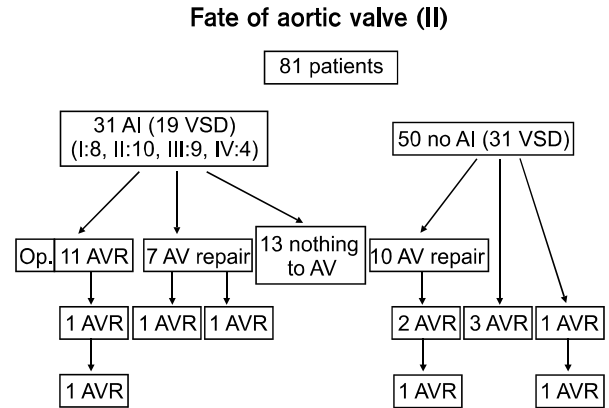 Fate of aortic valve (II)
81 patients
31 AI (19 VSD)
(I:8, II:10, III:9, IV:4)
50 no AI (31 VSD)
Op. 11 AVR
7 AV repair
13 nothing
to AV
10 AV repair
1 AVR
1 AVR
1 AVR
2 AVR
3 AVR
1 AVR
1 AVR
1 AVR
1 AVR